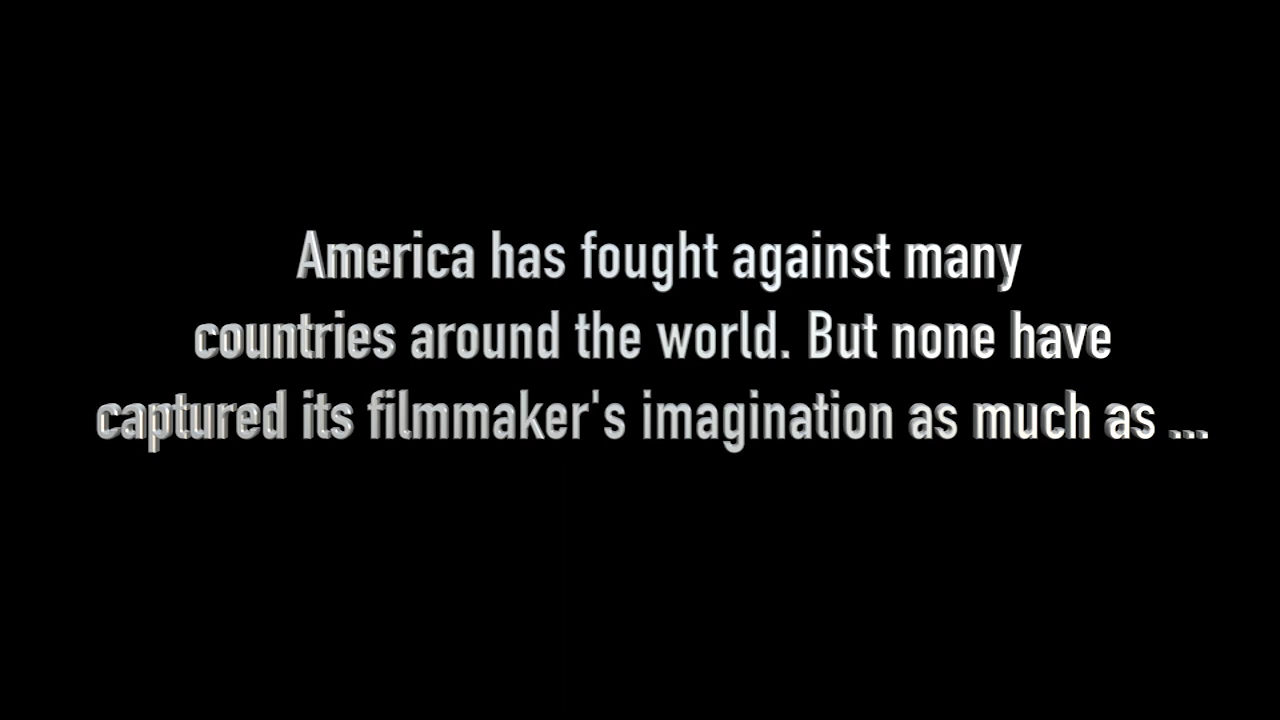 America has fought against many
countries around the world. But none have
captured its filmmaker's imagination as much as ...